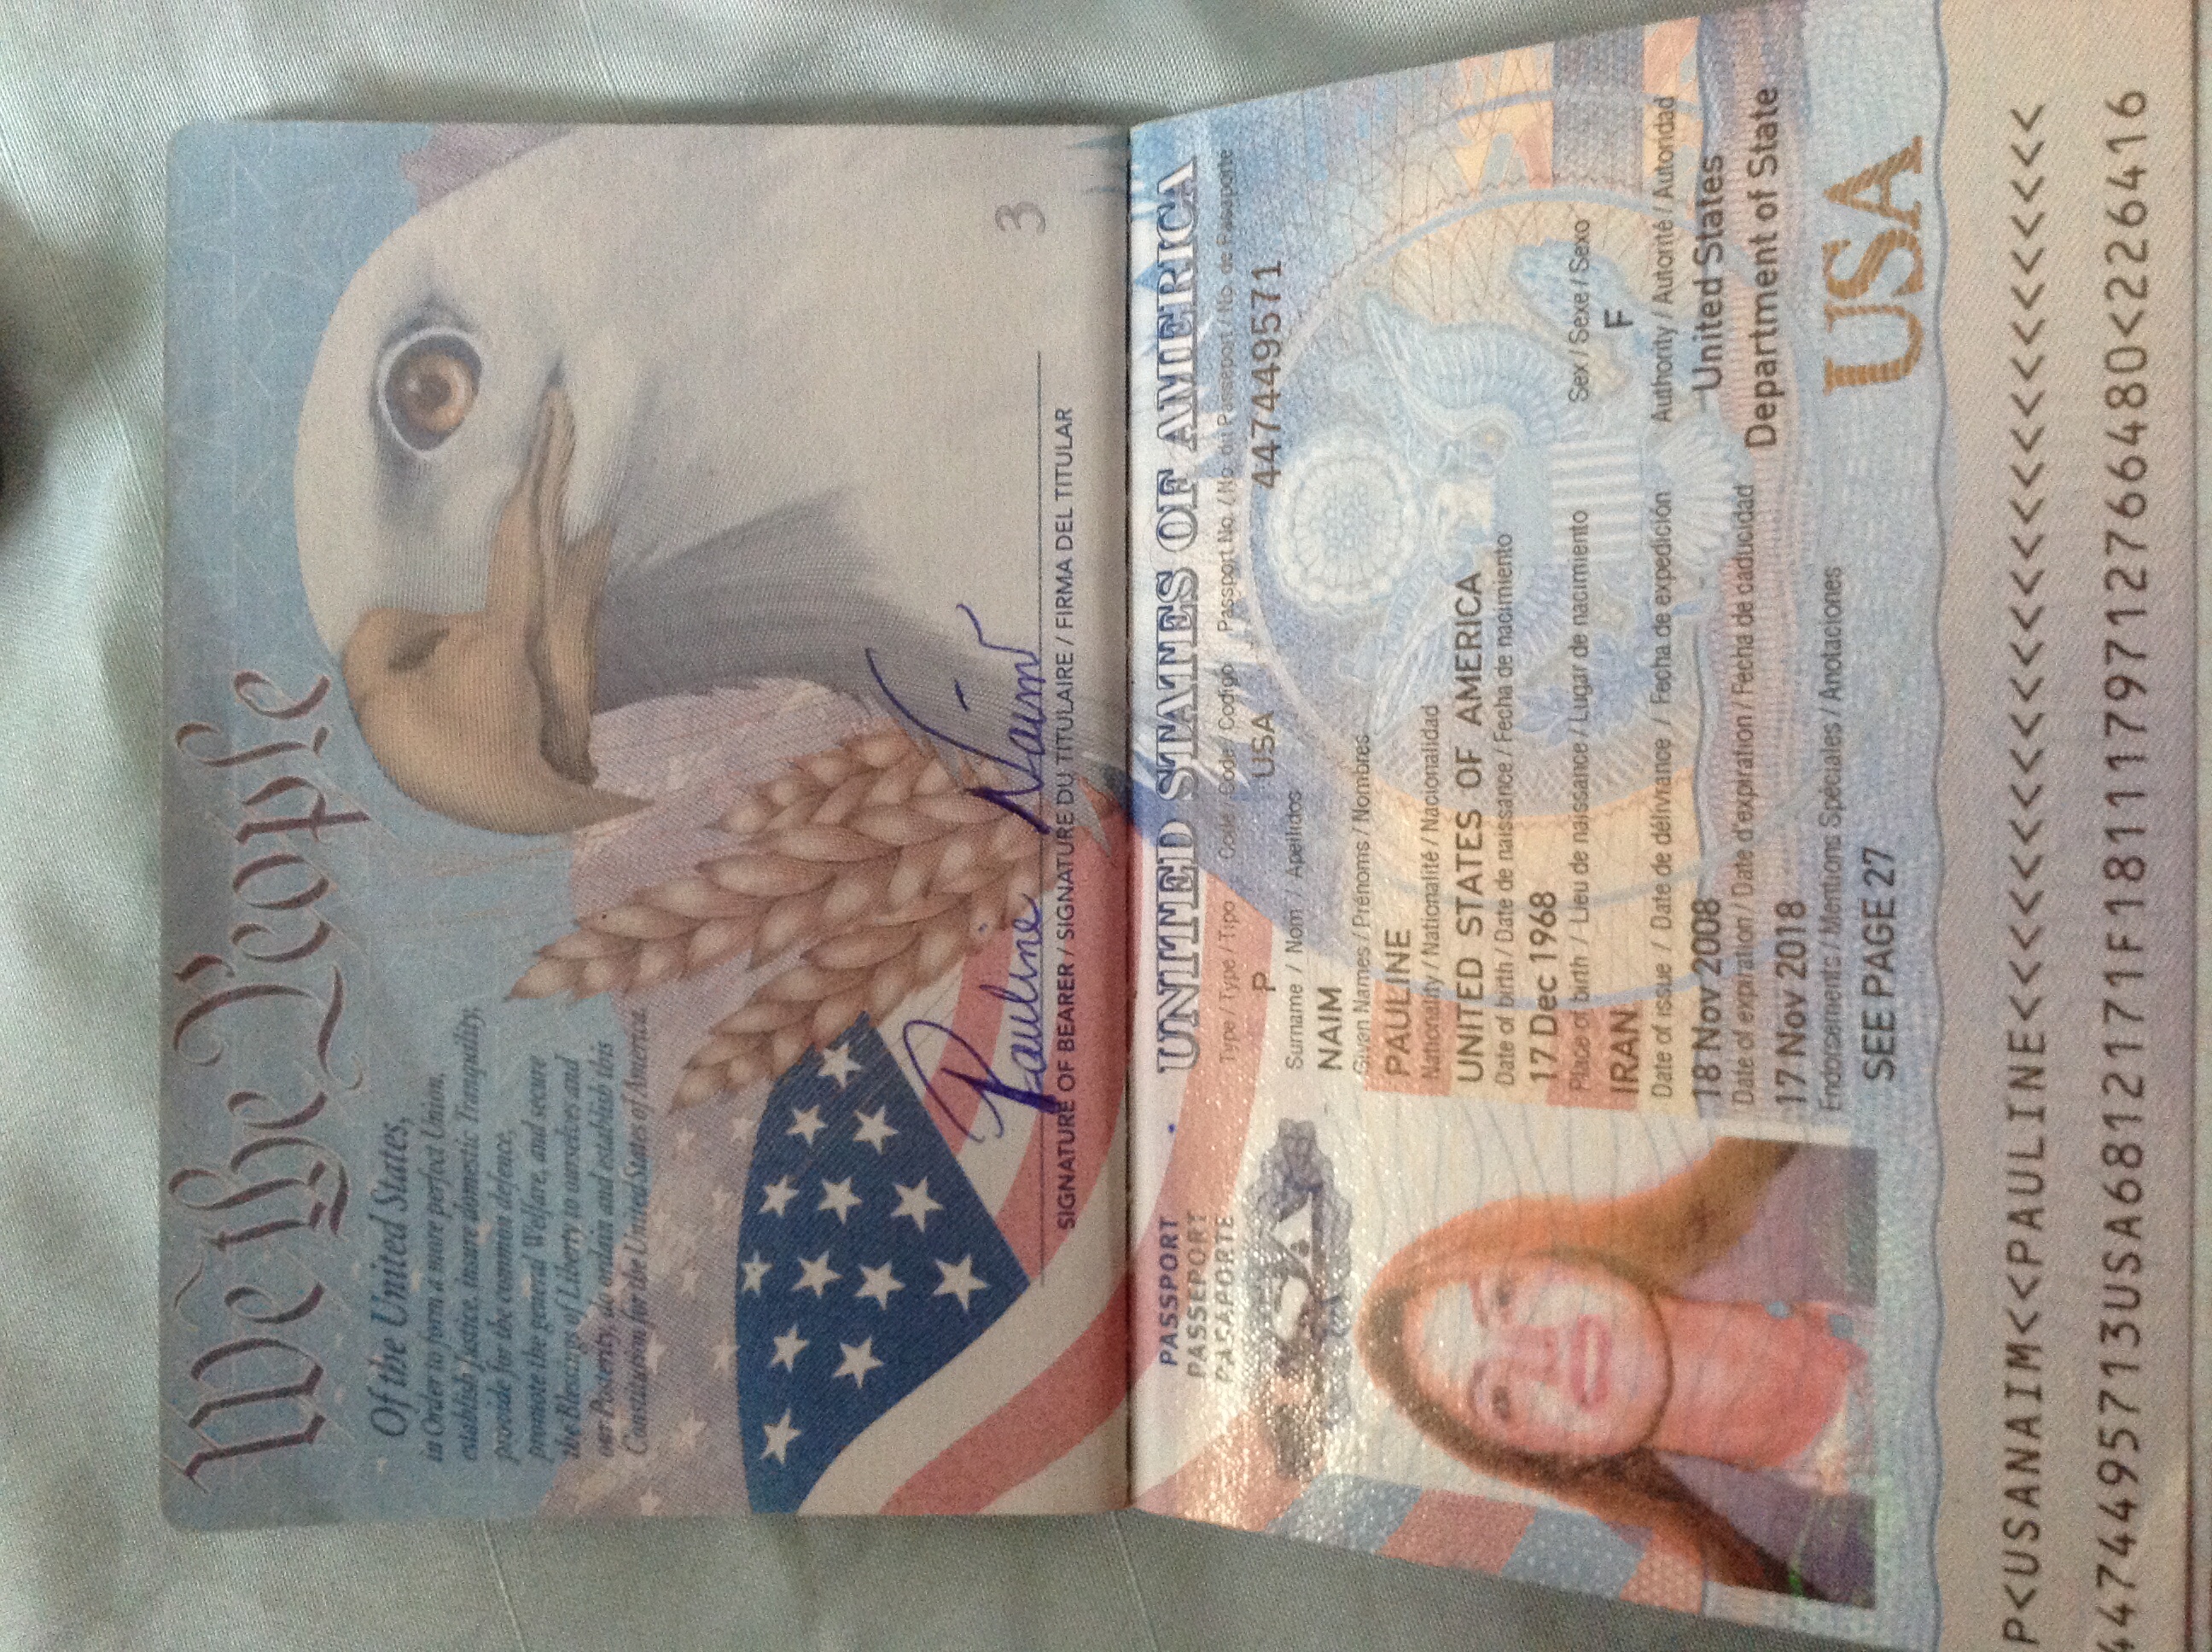 We the People
Of the United States,
in Order to form a more perfect Union,
establish Justice, insure domestic Tranquility,
provide for the common defence,
promote the general Welfare, and secure
the Blessings of Liberty to ourselves and
our Posterity, do ordain and establish this
Constitution for the United States of America.
Pauline Naim
SIGNATURE OF BEARER / SIGNATURE DU TITULAIRE / FIRMA DEL TITULAR
3
UNITED STATES OF AMERICA
PASSPORT
PASSEPORT
PASAPORTE
USA
Type / Type / Tipo Code / Code / Codigo Passport No. / No. du Passeport / No. de Pasaporte
P USA 447449571
Surname / Nom / Apellidos
NAIM
Given Names / Prénoms / Nombres
PAULINE
Nationality / Nationalité / Nacionalidad
UNITED STATES OF AMERICA
Date of birth / Date de naissance / Fecha de nacimiento
17 Dec 1968
Place of birth / Lieu de naissance / Lugar de nacimiento Sex / Sexe / Sexo
IRAN F
Date of issue / Date de délivrance / Fecha de expedición Authority / Autorité / Autoridad
18 Nov 2008 United States
Date of expiration / Date d'expiration / Fecha de caducidad Department of State
17 Nov 2018
Endorsements / Mentions Spéciales / Anotaciones
SEE PAGE 27
USA
P<USANAIM<<PAULINE<<<<<<<<<<<<<<<<<<<<<<<<<
4474495713USA6812171F1811179712766480<226416